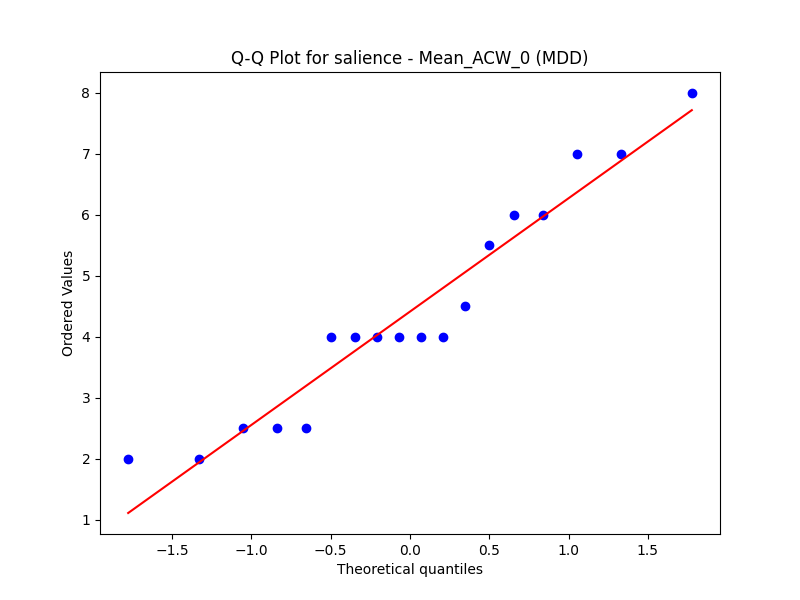 Q-Q Plot for salience - Mean_ACW_0 (MDD)
Ordered Values
8
7
6
5
4
3
2
1
−1.5 −1.0 −0.5 0.0 0.5 1.0 1.5
Theoretical quantiles